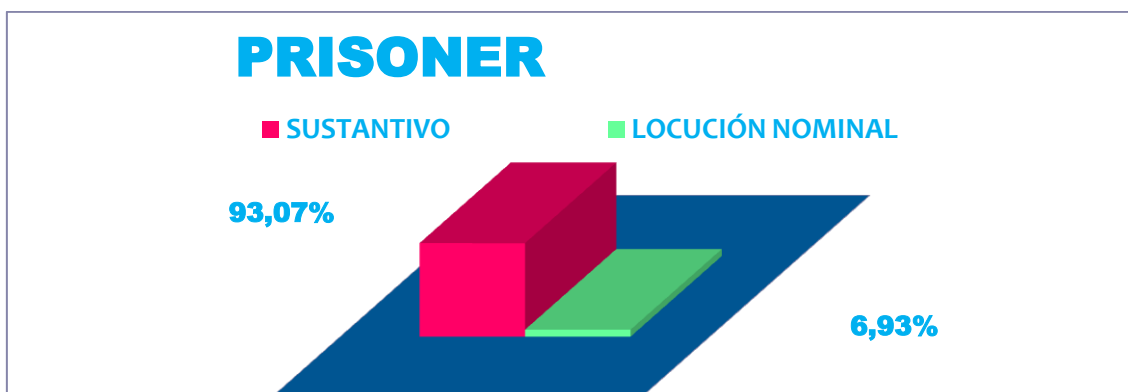 PRISONER
SUSTANTIVO LOCUCIÓN NOMINAL
93,07%
6,93%